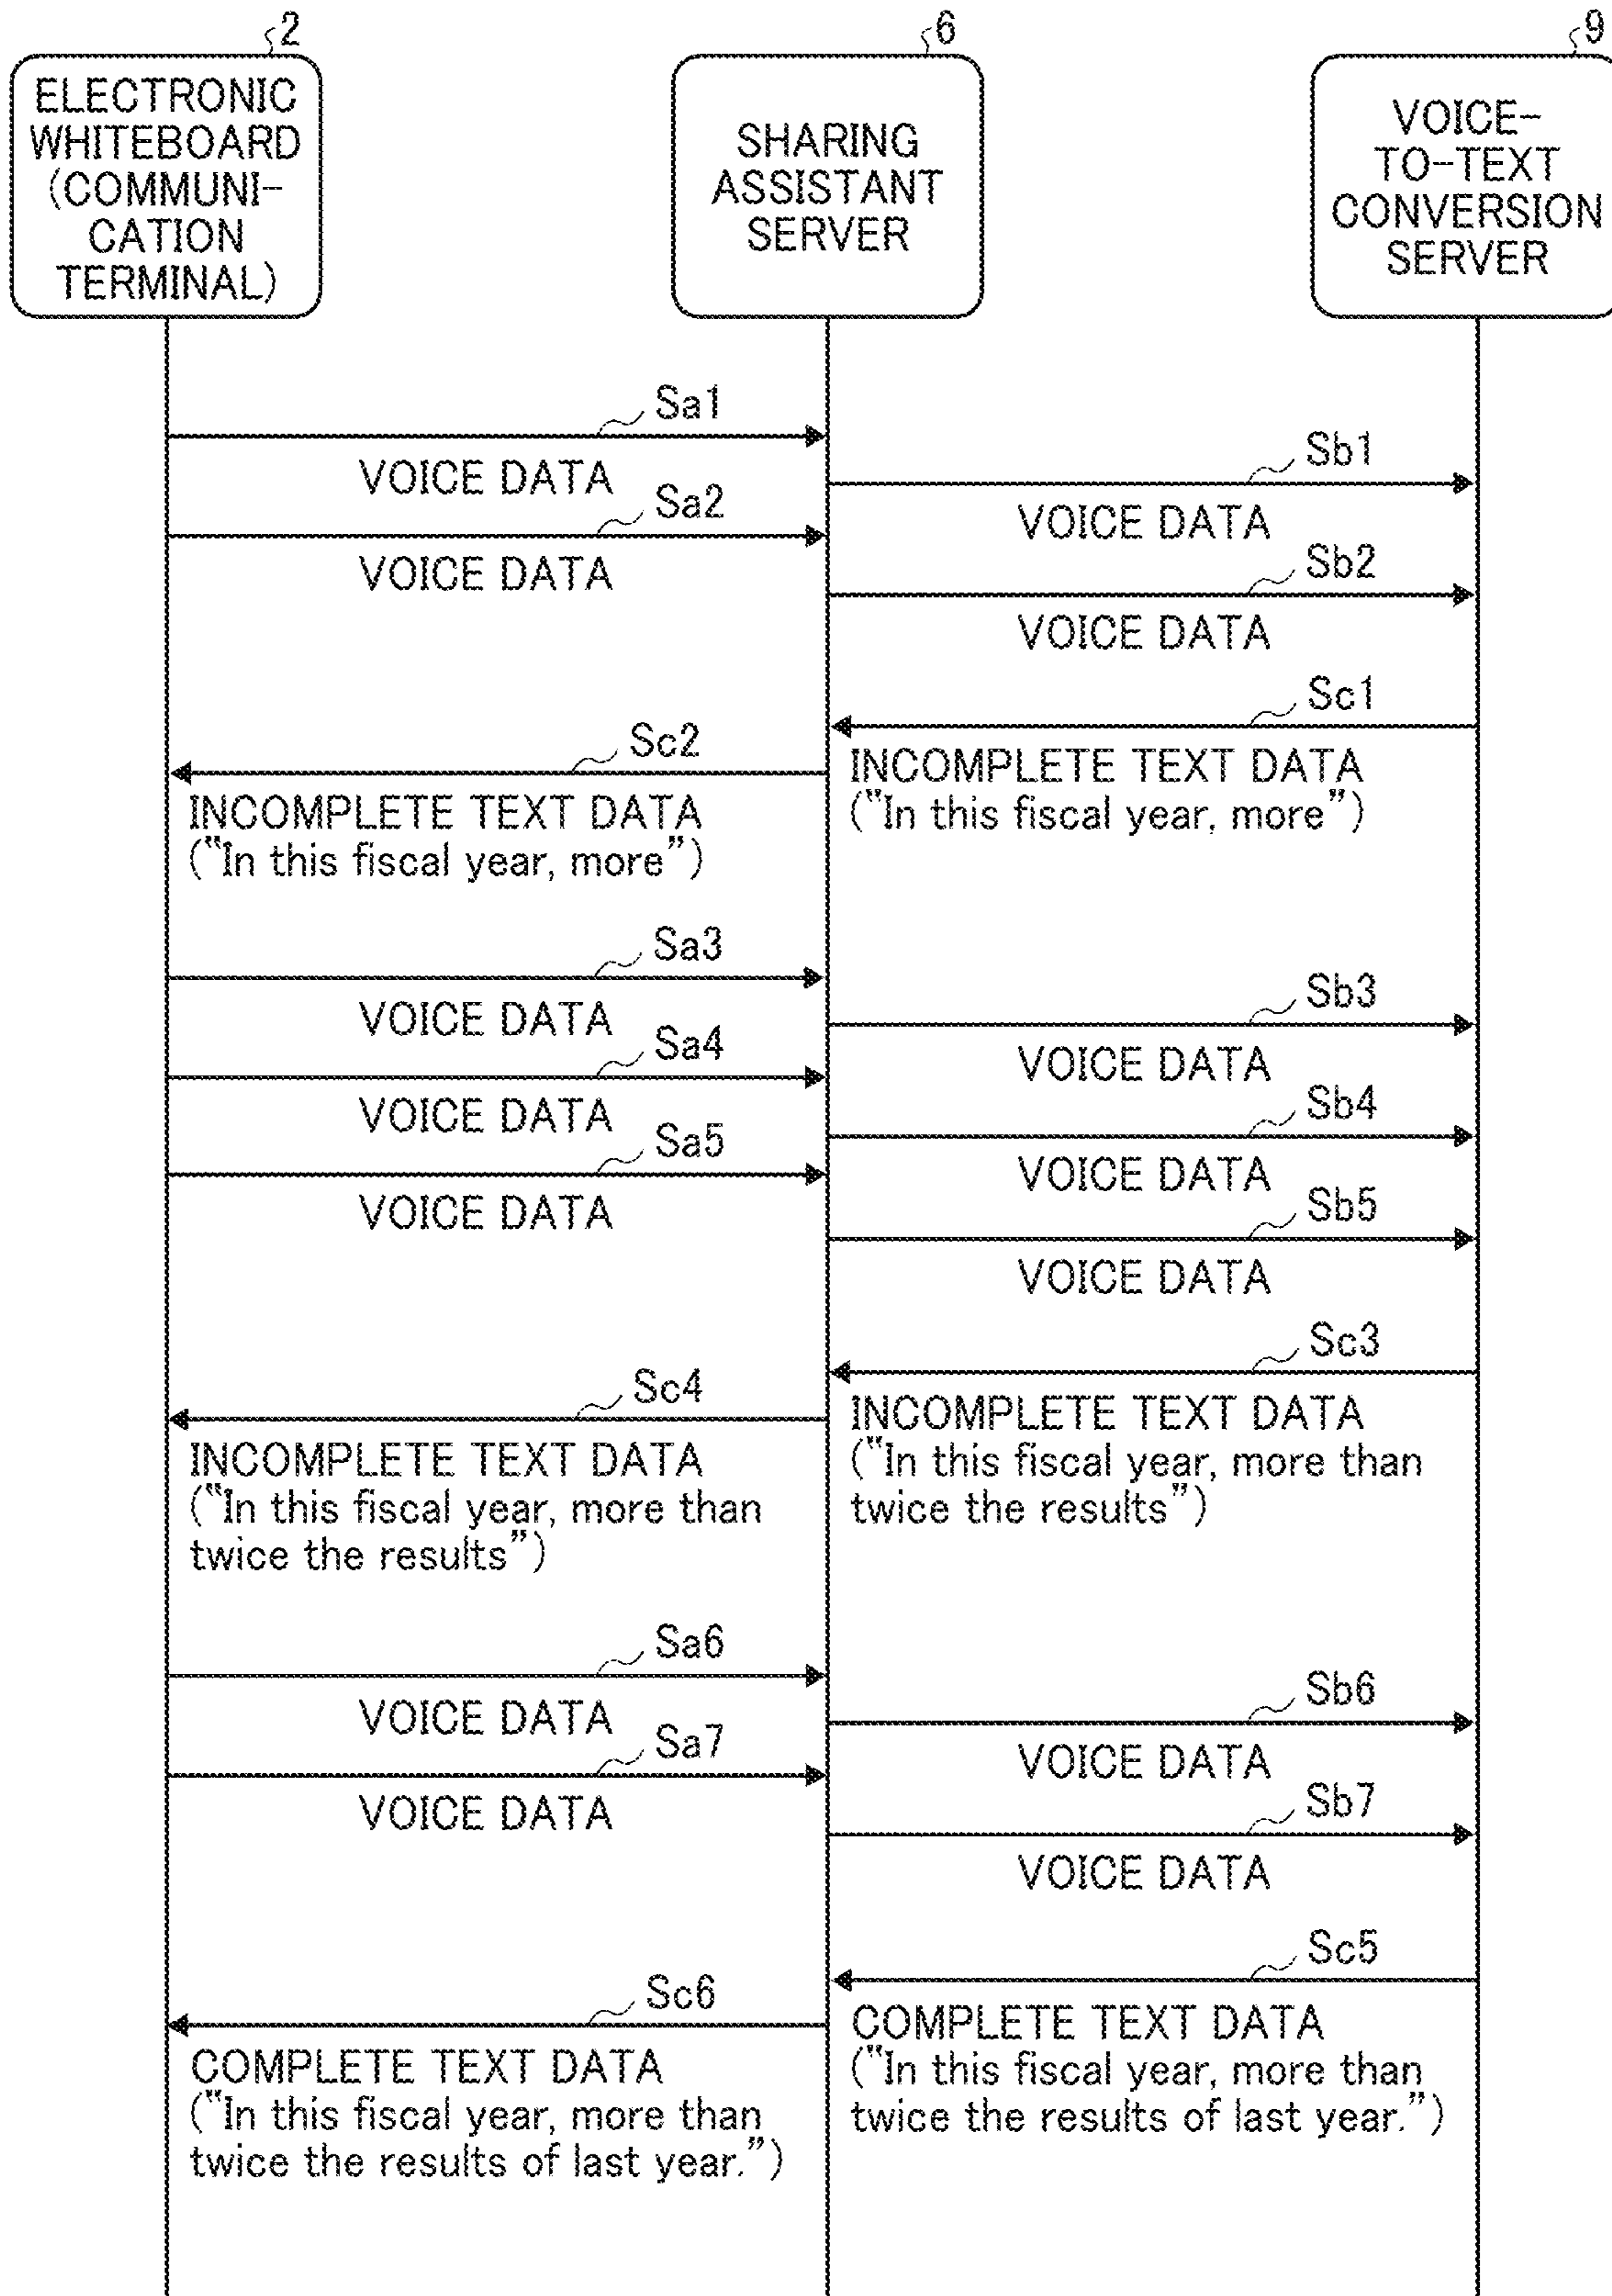 2
6
9
ELECTRONIC
WHITEBOARD
(COMMUNI-
CATION
TERMINAL)
SHARING
ASSISTANT
SERVER
VOICE-
TO-TEXT
CONVERSION
SERVER
Sa1
VOICE DATA
Sb1
VOICE DATA
Sa2
VOICE DATA
Sb2
VOICE DATA
Sc1
INCOMPLETE TEXT DATA
("In this fiscal year, more")
Sc2
INCOMPLETE TEXT DATA
("In this fiscal year, more")
Sa3
VOICE DATA
Sb3
VOICE DATA
Sa4
VOICE DATA
Sb4
VOICE DATA
Sa5
VOICE DATA
Sb5
VOICE DATA
Sc3
INCOMPLETE TEXT DATA
("In this fiscal year, more than
twice the results")
Sc4
INCOMPLETE TEXT DATA
("In this fiscal year, more than
twice the results")
Sa6
VOICE DATA
Sb6
VOICE DATA
Sa7
VOICE DATA
Sb7
VOICE DATA
Sc5
COMPLETE TEXT DATA
("In this fiscal year, more than
twice the results of last year.")
Sc6
COMPLETE TEXT DATA
("In this fiscal year, more than
twice the results of last year.")